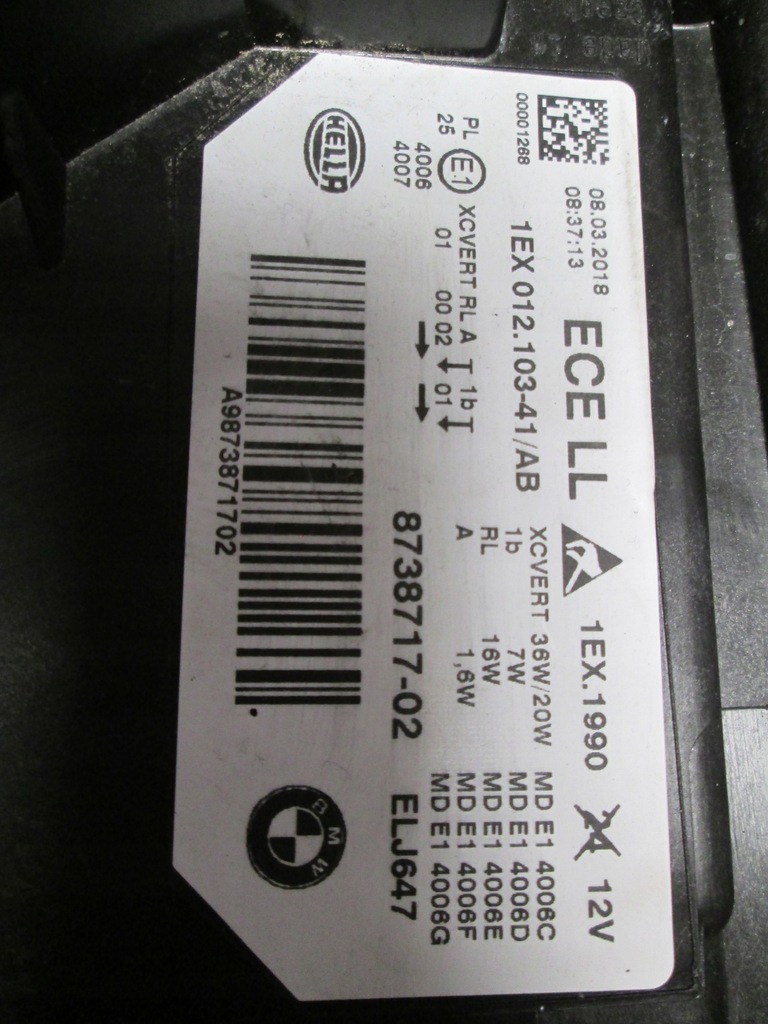 08.03.2018
08:37:13
00001268
ECE LL
1EX.1990
24 12V
1EX 012.103-41/AB
XCVERT 36W/20W
1b 7W
RL 16W
A 1,6W
MD E1 4006C
MD E1 4006D
MD E1 4006E
MD E1 4006F
MD E1 4006G
PL E1 XCVERT RL A 1b
25 01 00 02 01
4006
4007
8738717-02
ELJ647
HELLA
A9873871702
BMW